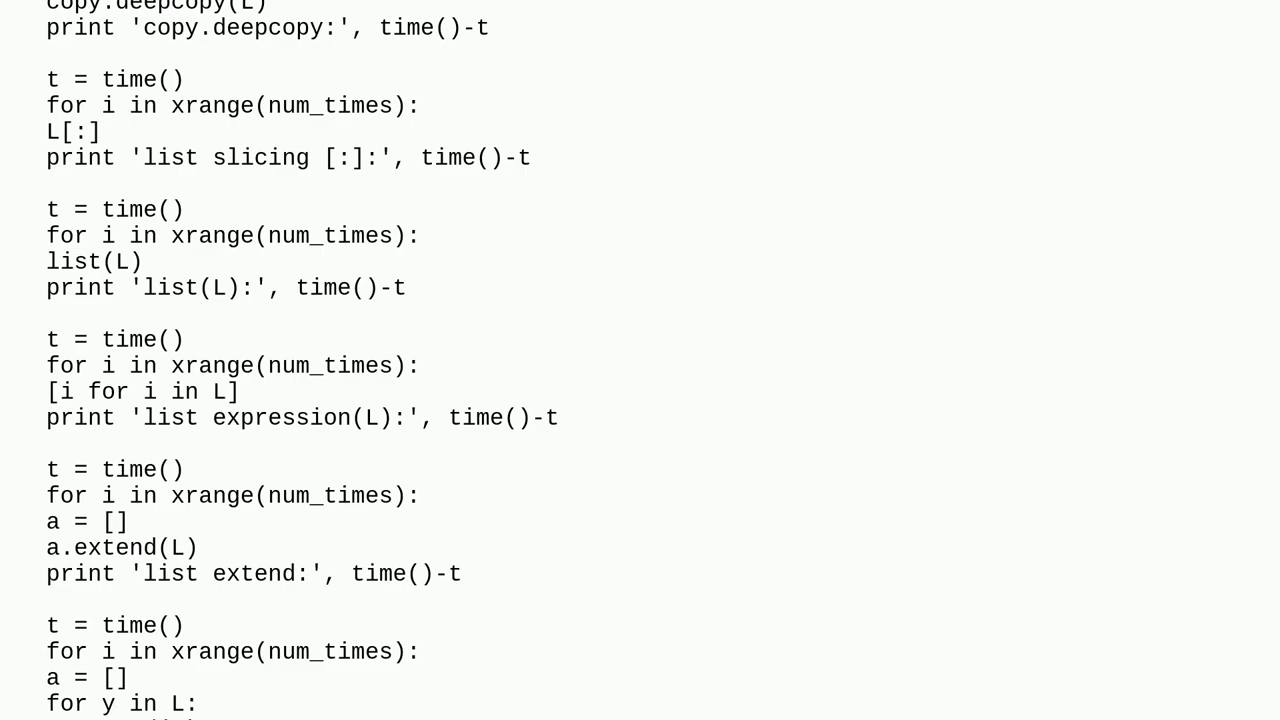 copy.deepcopy(L)
print 'copy.deepcopy:', time()-t

t = time()
for i in xrange(num_times):
L[:]
print 'list slicing [:]:', time()-t

t = time()
for i in xrange(num_times):
list(L)
print 'list(L):', time()-t

t = time()
for i in xrange(num_times):
[i for i in L]
print 'list expression(L):', time()-t

t = time()
for i in xrange(num_times):
a = []
a.extend(L)
print 'list extend:', time()-t

t = time()
for i in xrange(num_times):
a = []
for y in L: